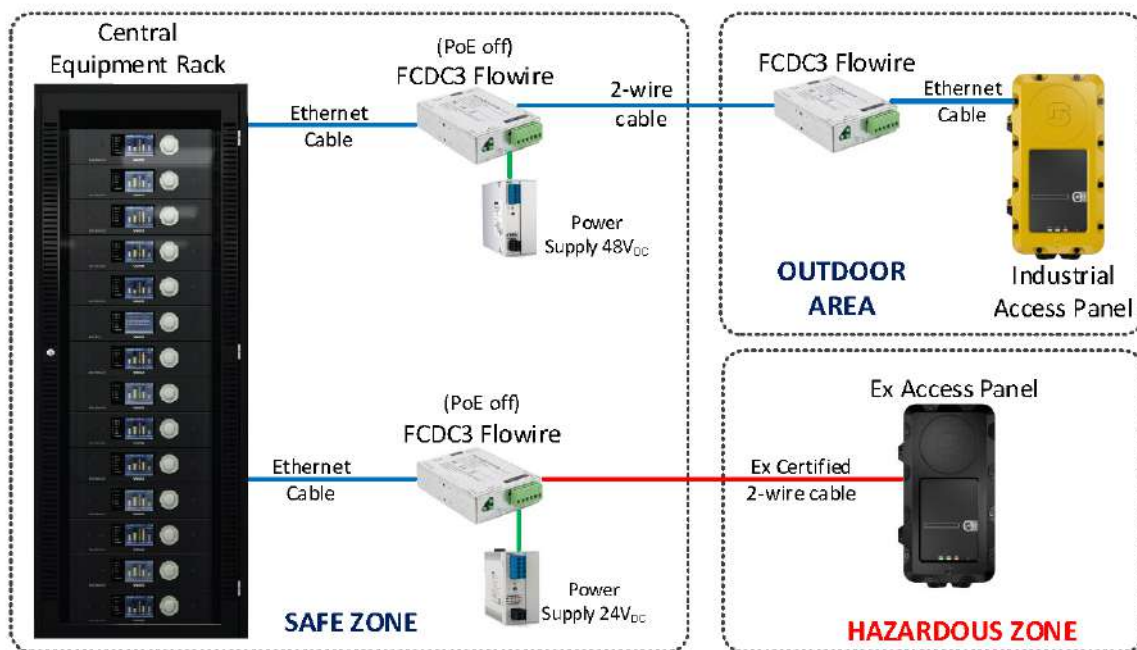 Central
Equipment Rack
Ethernet
Cable
(PoE off)
FCDC3 Flowire
2-wire
cable
Power
Supply 48VDC
FCDC3 Flowire
Ethernet
Cable
OUTDOOR
AREA
Industrial
Access Panel
Ethernet
Cable
(PoE off)
FCDC3 Flowire
Power
Supply 24VDC
SAFE ZONE
Ex Certified
2-wire cable
Ex Access Panel
HAZARDOUS ZONE